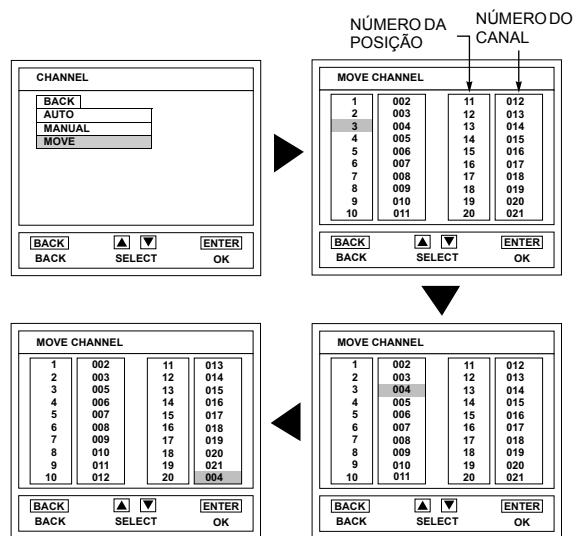 NÚMERO DA
POSIÇÃO
NÚMERO DO
CANAL
CHANNEL
BACK
AUTO
MANUAL
MOVE
BACK ▲ ▼ ENTER
BACK SELECT OK
MOVE CHANNEL
1 002 11 012
2 003 12 013
3 004 13 014
4 005 14 015
5 006 15 016
6 007 16 017
7 008 17 018
8 009 18 019
9 010 19 020
10 011 20 021
BACK ▲ ▼ ENTER
BACK SELECT OK
MOVE CHANNEL
1 002 11 013
2 003 12 014
3 005 13 015
4 006 14 016
5 007 15 017
6 008 16 018
7 009 17 019
8 010 18 020
9 011 19 021
10 012 20 004
BACK ▲ ▼ ENTER
BACK SELECT OK
MOVE CHANNEL
1 002 11 012
2 003 12 013
3 004 13 014
4 005 14 015
5 006 15 016
6 007 16 017
7 008 17 018
8 009 18 019
9 010 19 020
10 011 20 021
BACK ▲ ▼ ENTER
BACK SELECT OK